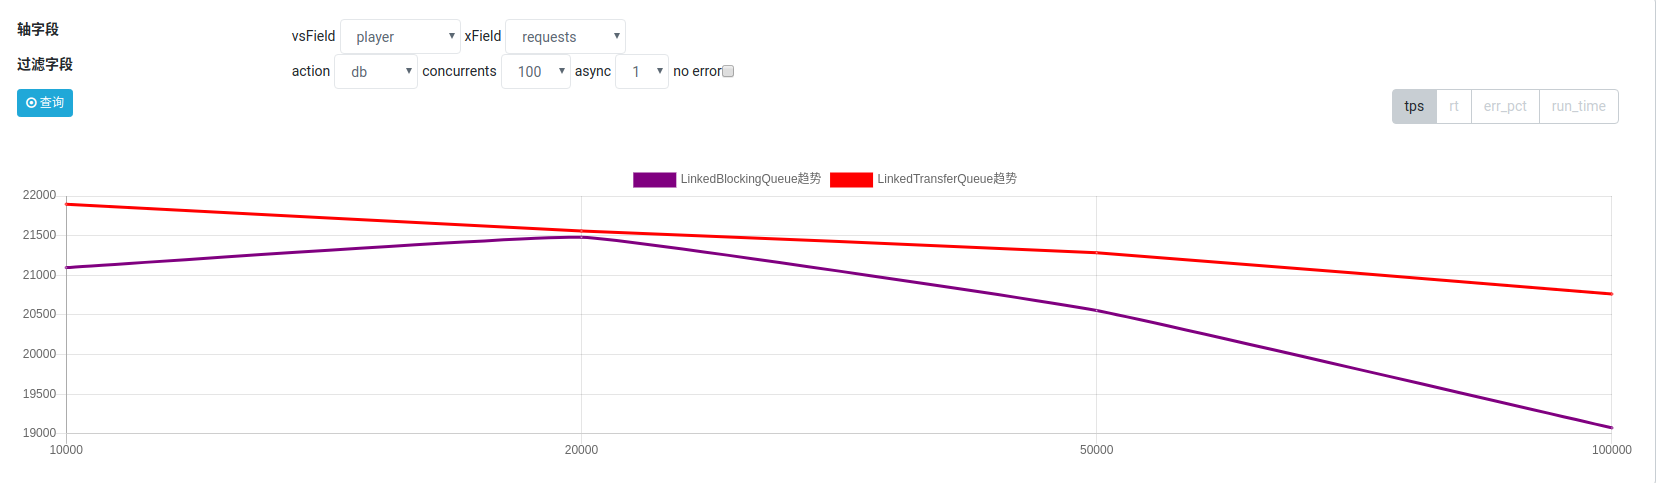 轴字段
vsField player xField requests
过滤字段
action db concurrents 100 async 1 no error
查询
tps rt err_pct run_time
LinkedBlockingQueue趋势 LinkedTransferQueue趋势
22000
21500
21000
20500
20000
19500
19000
10000 20000 50000 100000